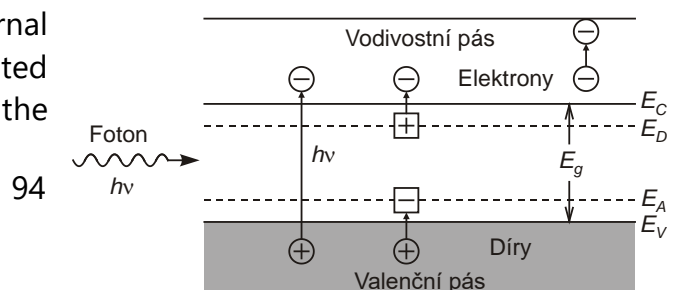 rnal
ted
the
94
Vodivostní pás
Elektrony
E_C
E_D
Foton
hν
hν
E_g
E_A
E_V
Díry
Valenční pás